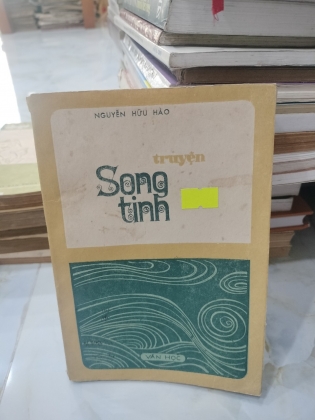 NGUYỄN HỮU HÀO
truyện
Song
tinh
VĂN HỌC